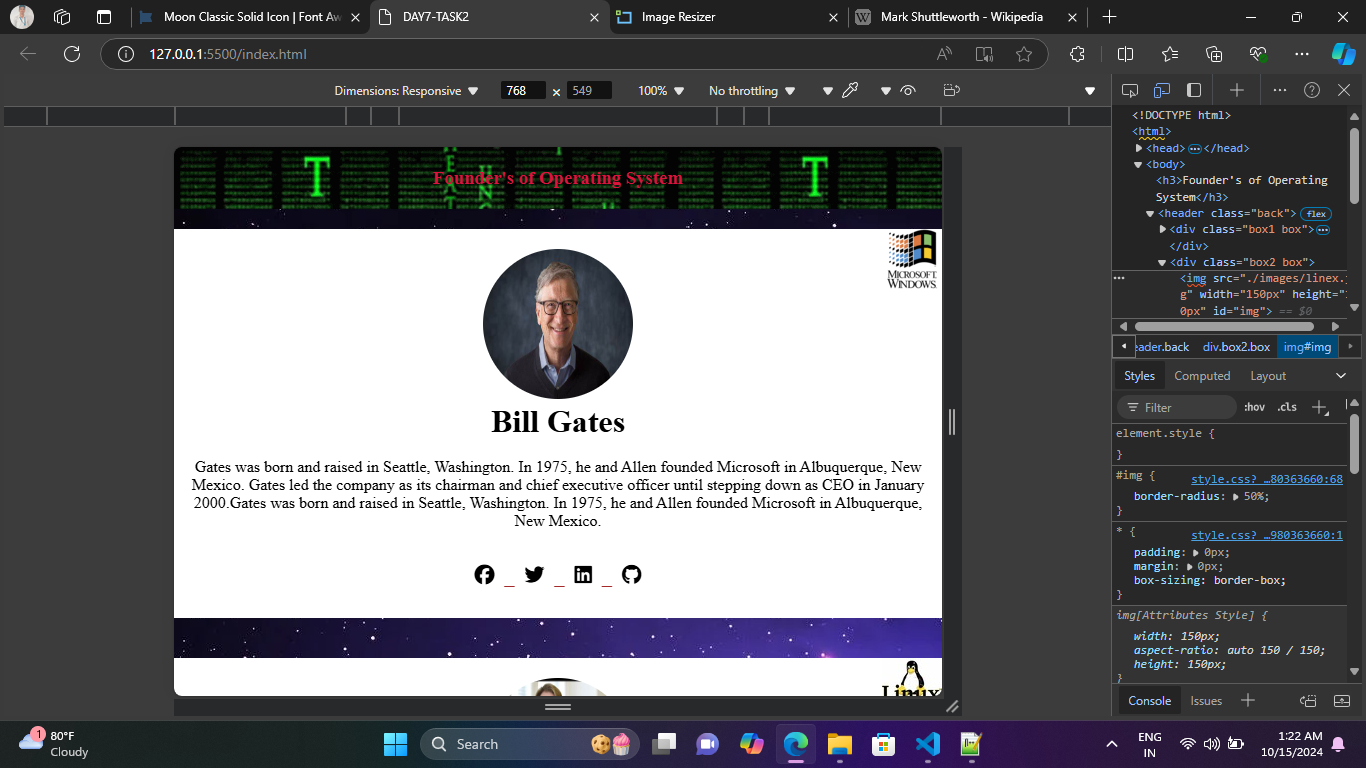 Moon Classic Solid Icon | Font Aw
DAY7-TASK2
Image Resizer
Mark Shuttleworth - Wikipedia
127.0.0.1:5500/index.html
Dimensions: Responsive
768 × 549
100%
No throttling
Founder's of Operating System
MICROSOFT
WINDOWS
Bill Gates
Gates was born and raised in Seattle, Washington. In 1975, he and Allen founded Microsoft in Albuquerque, New
Mexico. Gates led the company as its chairman and chief executive officer until stepping down as CEO in January
2000.Gates was born and raised in Seattle, Washington. In 1975, he and Allen founded Microsoft in Albuquerque,
New Mexico.
Linux
<!DOCTYPE html>
<html>
<head> ••• </head>
<body>
<h3>Founder's of Operating
System</h3>
<header class="back"> flex
<div class="box1 box"> •••
</div>
<div class="box2 box">
<img src="./images/linex.j
g" width="150px" height="1
0px" id="img"> == $0
eader.back div.box2.box img#img
Styles Computed Layout
Filter :hov .cls
element.style {
}
#img { style.css? …80363660:68
border-radius: 50%;
}
* { style.css? …980363660:1
padding: 0px;
margin: 0px;
box-sizing: border-box;
}
img[Attributes Style] {
width: 150px;
aspect-ratio: auto 150 / 150;
height: 150px;
}
Console Issues
1
80°F
Cloudy
Search
ENG
IN
1:22 AM
10/15/2024